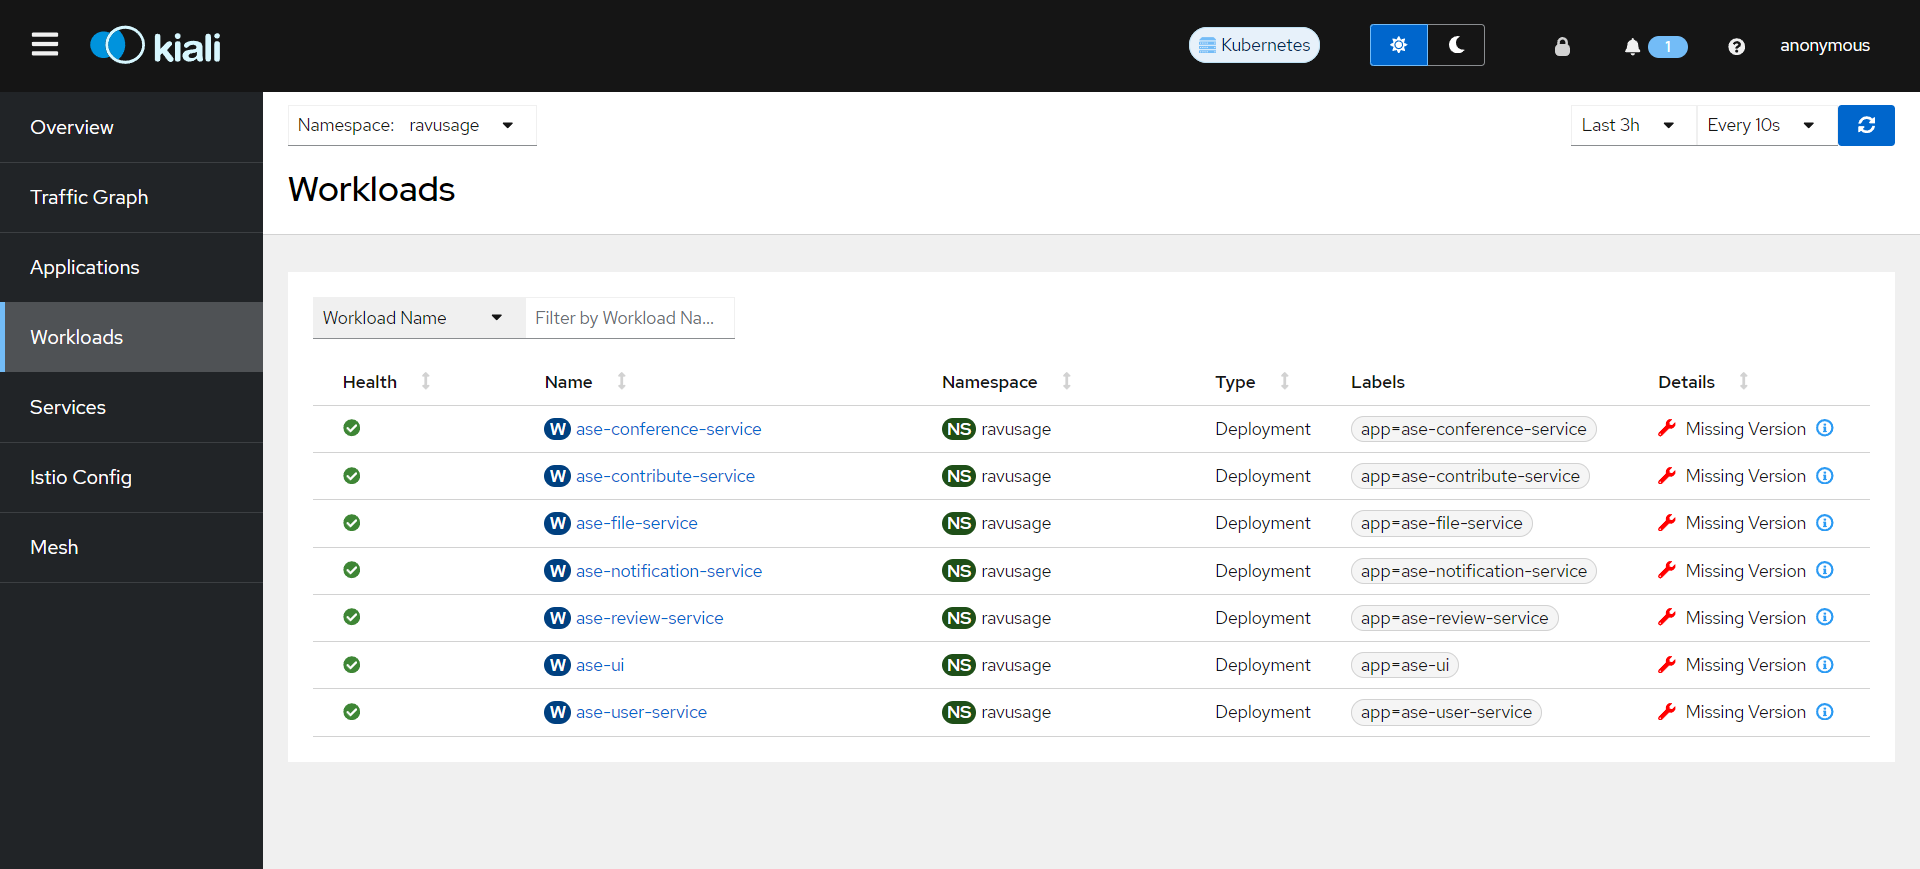 kiali
Kubernetes
1
anonymous
Overview
Traffic Graph
Applications
Workloads
Services
Istio Config
Mesh
Namespace: ravusage
Last 3h Every 10s
Workloads
Workload Name Filter by Workload Na...
Health Name Namespace Type Labels Details
W ase-conference-service NS ravusage Deployment app=ase-conference-service Missing Version
W ase-contribute-service NS ravusage Deployment app=ase-contribute-service Missing Version
W ase-file-service NS ravusage Deployment app=ase-file-service Missing Version
W ase-notification-service NS ravusage Deployment app=ase-notification-service Missing Version
W ase-review-service NS ravusage Deployment app=ase-review-service Missing Version
W ase-ui NS ravusage Deployment app=ase-ui Missing Version
W ase-user-service NS ravusage Deployment app=ase-user-service Missing Version